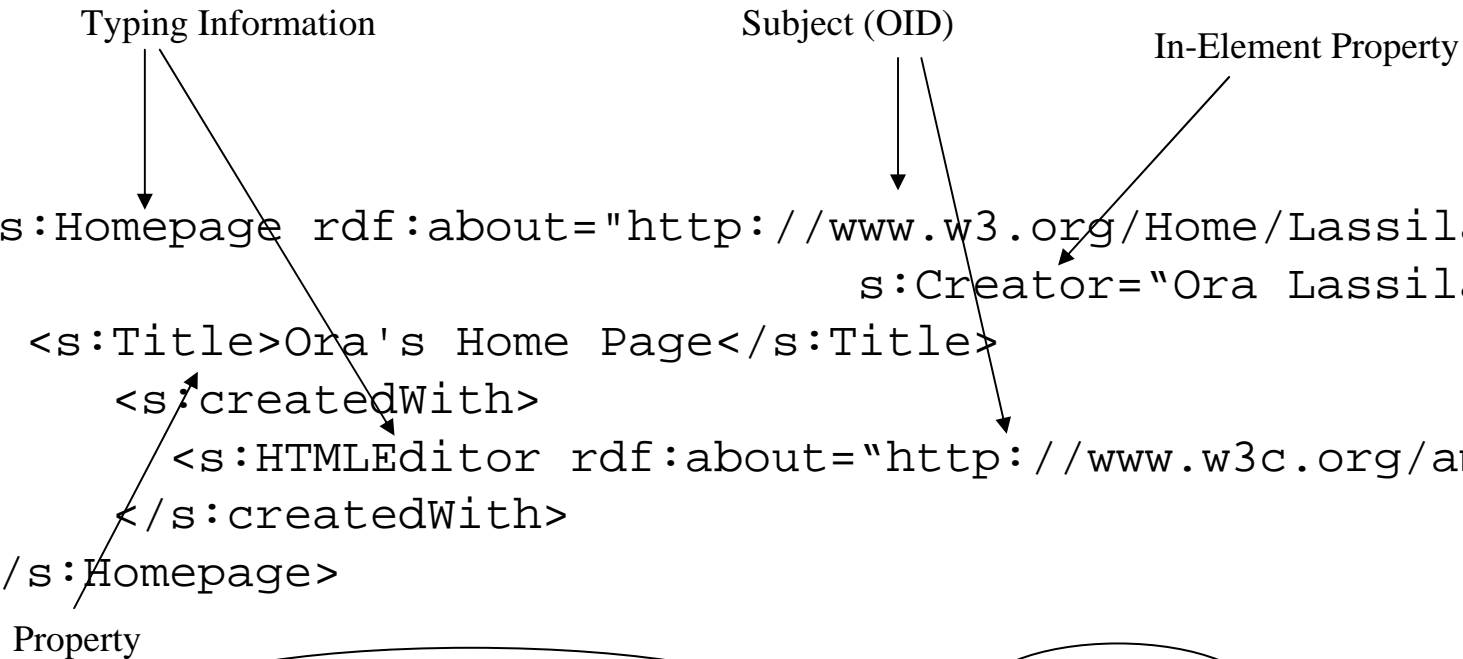 Typing Information
Subject (OID)
In-Element Property
s:Homepage rdf:about="http://www.w3.org/Home/Lassila
s:Creator=“Ora Lassila
<s:Title>Ora's Home Page</s:Title>
<s:createdWith>
<s:HTMLEditor rdf:about=“http://www.w3c.org/a
</s:createdWith>
/s:Homepage>
Property